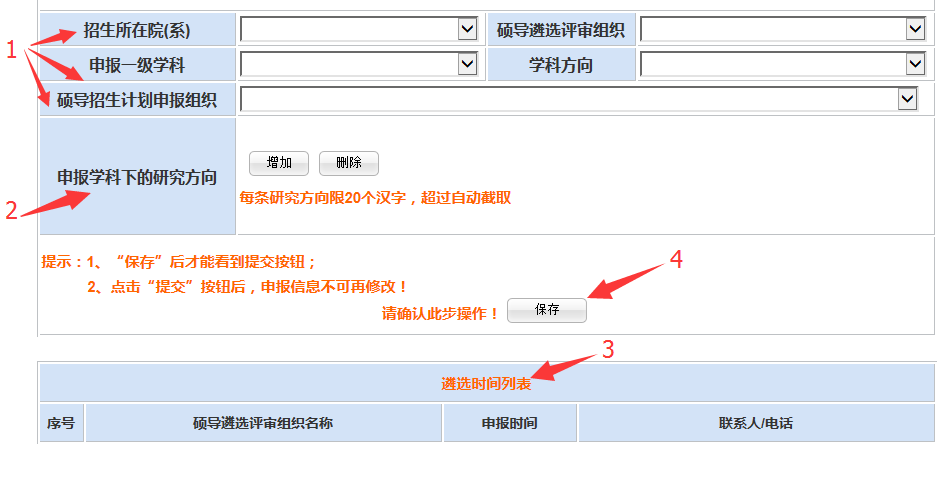 招生所在院(系)
硕导遴选评审组织
1
申报一级学科
学科方向
硕导招生计划申报组织
增加
删除
申报学科下的研究方向
每条研究方向限20个汉字，超过自动截取
2
提示：1、“保存”后才能看到提交按钮；
2、点击“提交”按钮后，申报信息不可再修改！
4
请确认此步操作！
保存
3
遴选时间列表
序号
硕导遴选评审组织名称
申报时间
联系人/电话